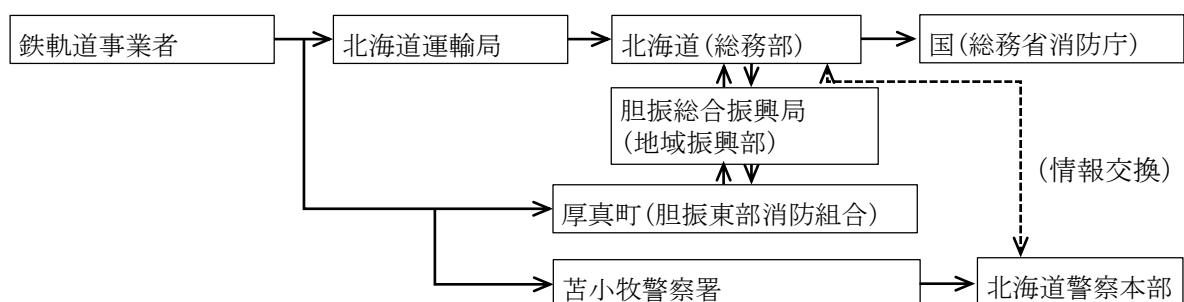 鉄軌道事業者
北海道運輸局
北海道(総務部)
国(総務省消防庁)
胆振総合振興局
(地域振興部)
(情報交換)
厚真町(胆振東部消防組合)
苫小牧警察署
北海道警察本部